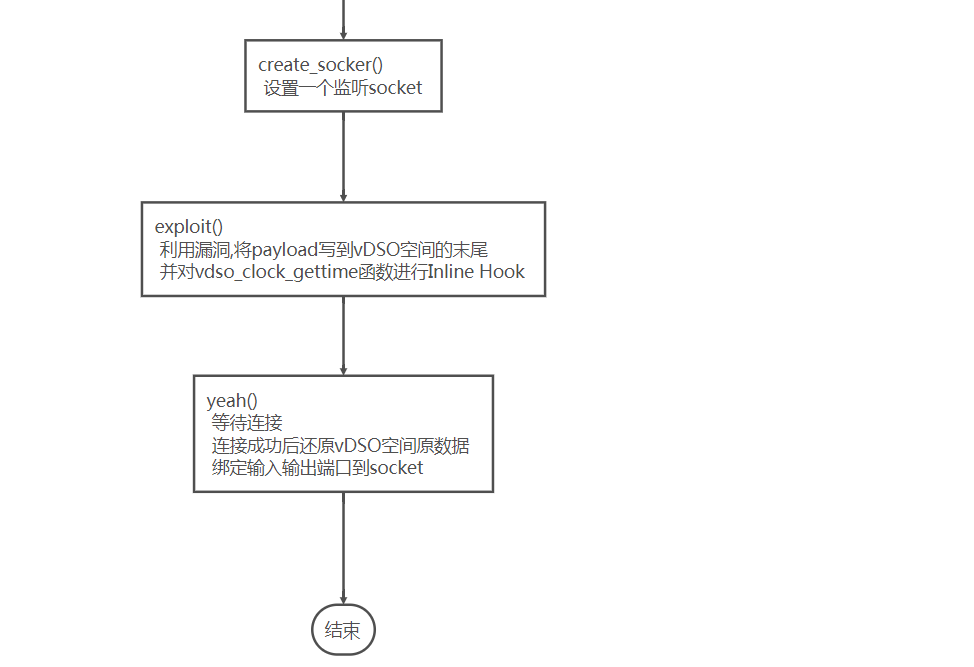 create_socker()
设置一个监听socket
exploit()
利用漏洞,将payload写到vDSO空间的末尾
并对vdso_clock_gettime函数进行Inline Hook
yeah()
等待连接
连接成功后还原vDSO空间原数据
绑定输入输出端口到socket
结束